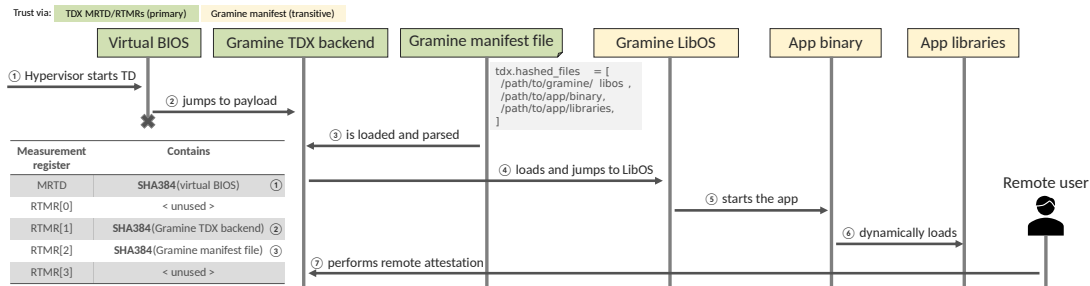 Trust via: TDX MRTD/RTMRs (primary) Gramine manifest (transitive)
Virtual BIOS Gramine TDX backend Gramine manifest file Gramine LibOS App binary App libraries
① Hypervisor starts TD
tdx.hashed_files = [
/path/to/gramine/ libos ,
/path/to/app/binary,
/path/to/app/libraries,
]
② jumps to payload
③ is loaded and parsed
④ loads and jumps to LibOS
⑤ starts the app
⑥ dynamically loads
⑦ performs remote attestation
Remote user
Measurement register Contains
MRTD SHA384(virtual BIOS) ①
RTMR[0] < unused >
RTMR[1] SHA384(Gramine TDX backend) ②
RTMR[2] SHA384(Gramine manifest file) ③
RTMR[3] < unused >